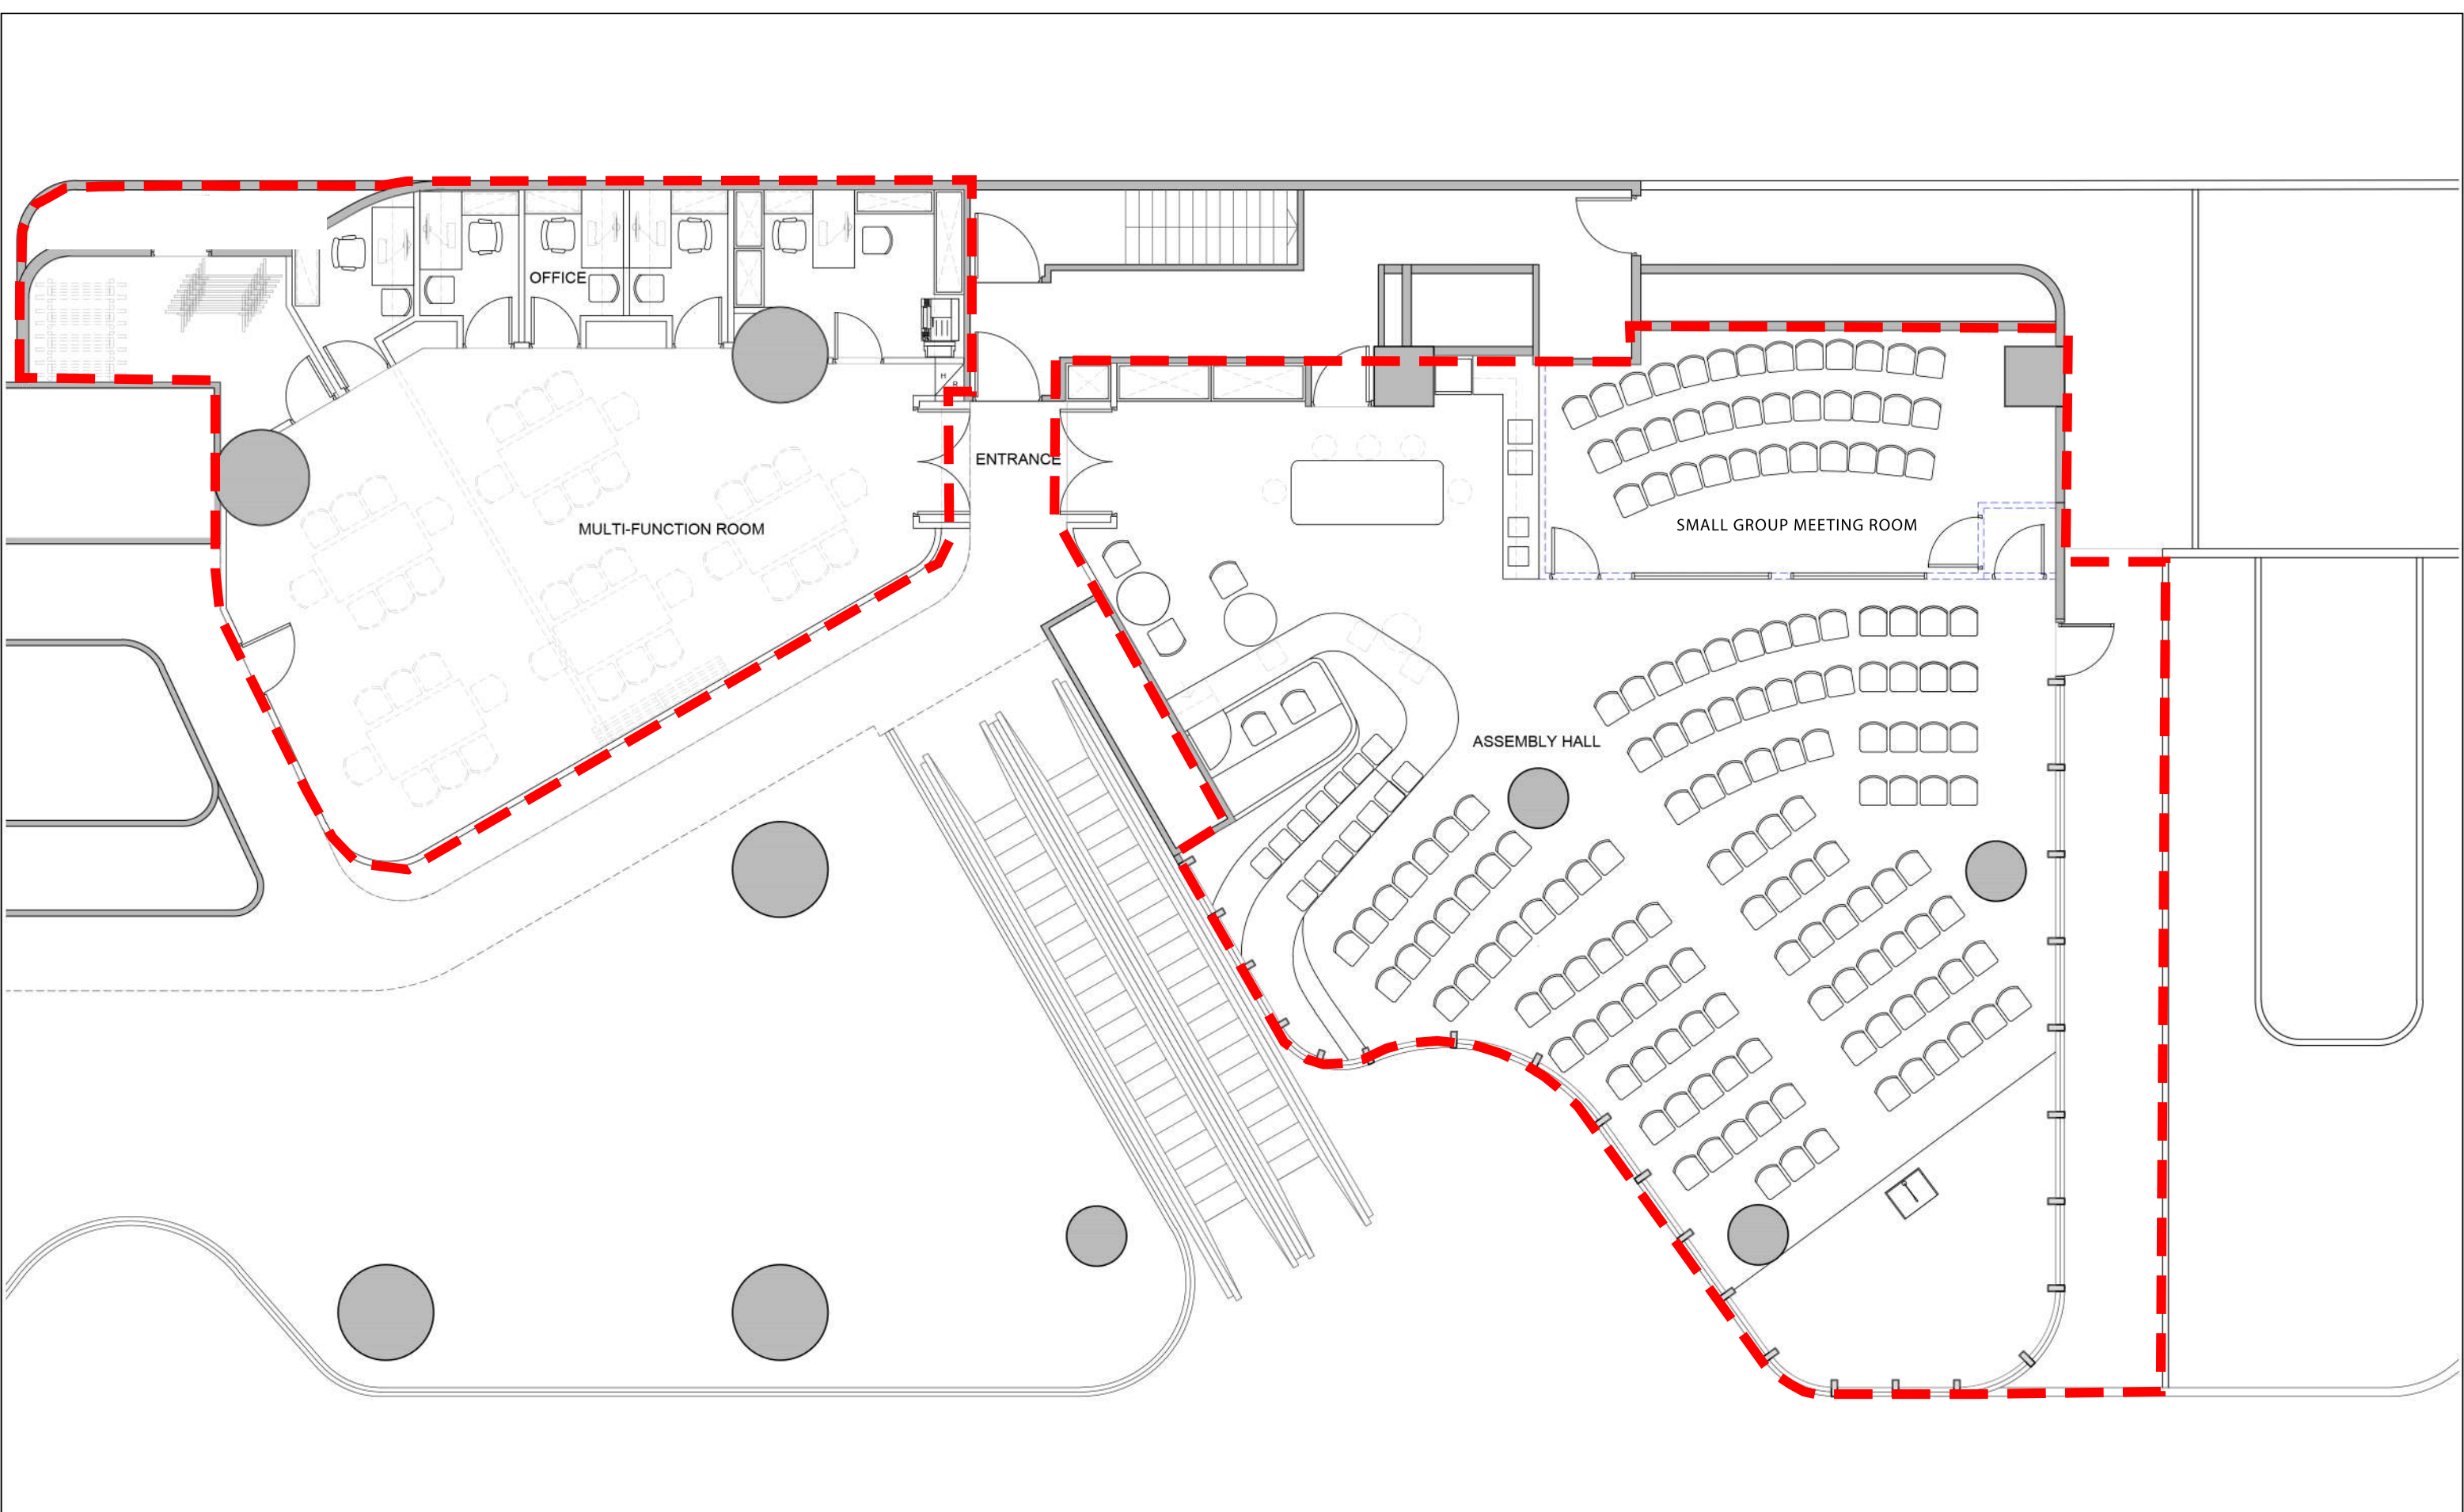 OFFICE
H
R
ENTRANCE
MULTI-FUNCTION ROOM
SMALL GROUP MEETING ROOM
ASSEMBLY HALL